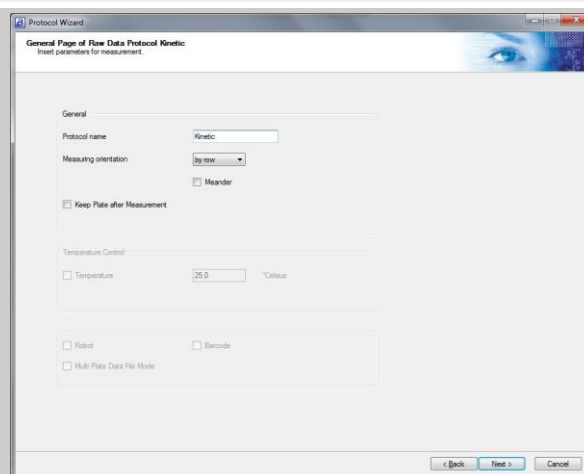 Protocol Wizard
General Page of Raw Data Protocol Kinetic
Insert parameters for measurement.
General
Protocol name Kinetic
Measuring orientation by row
Meander
Keep Plate after Measurement
Temperature Control
Temperature 25.0 °Celsius
Robot Barcode
Multi Plate Data File Mode
< Back Next > Cancel